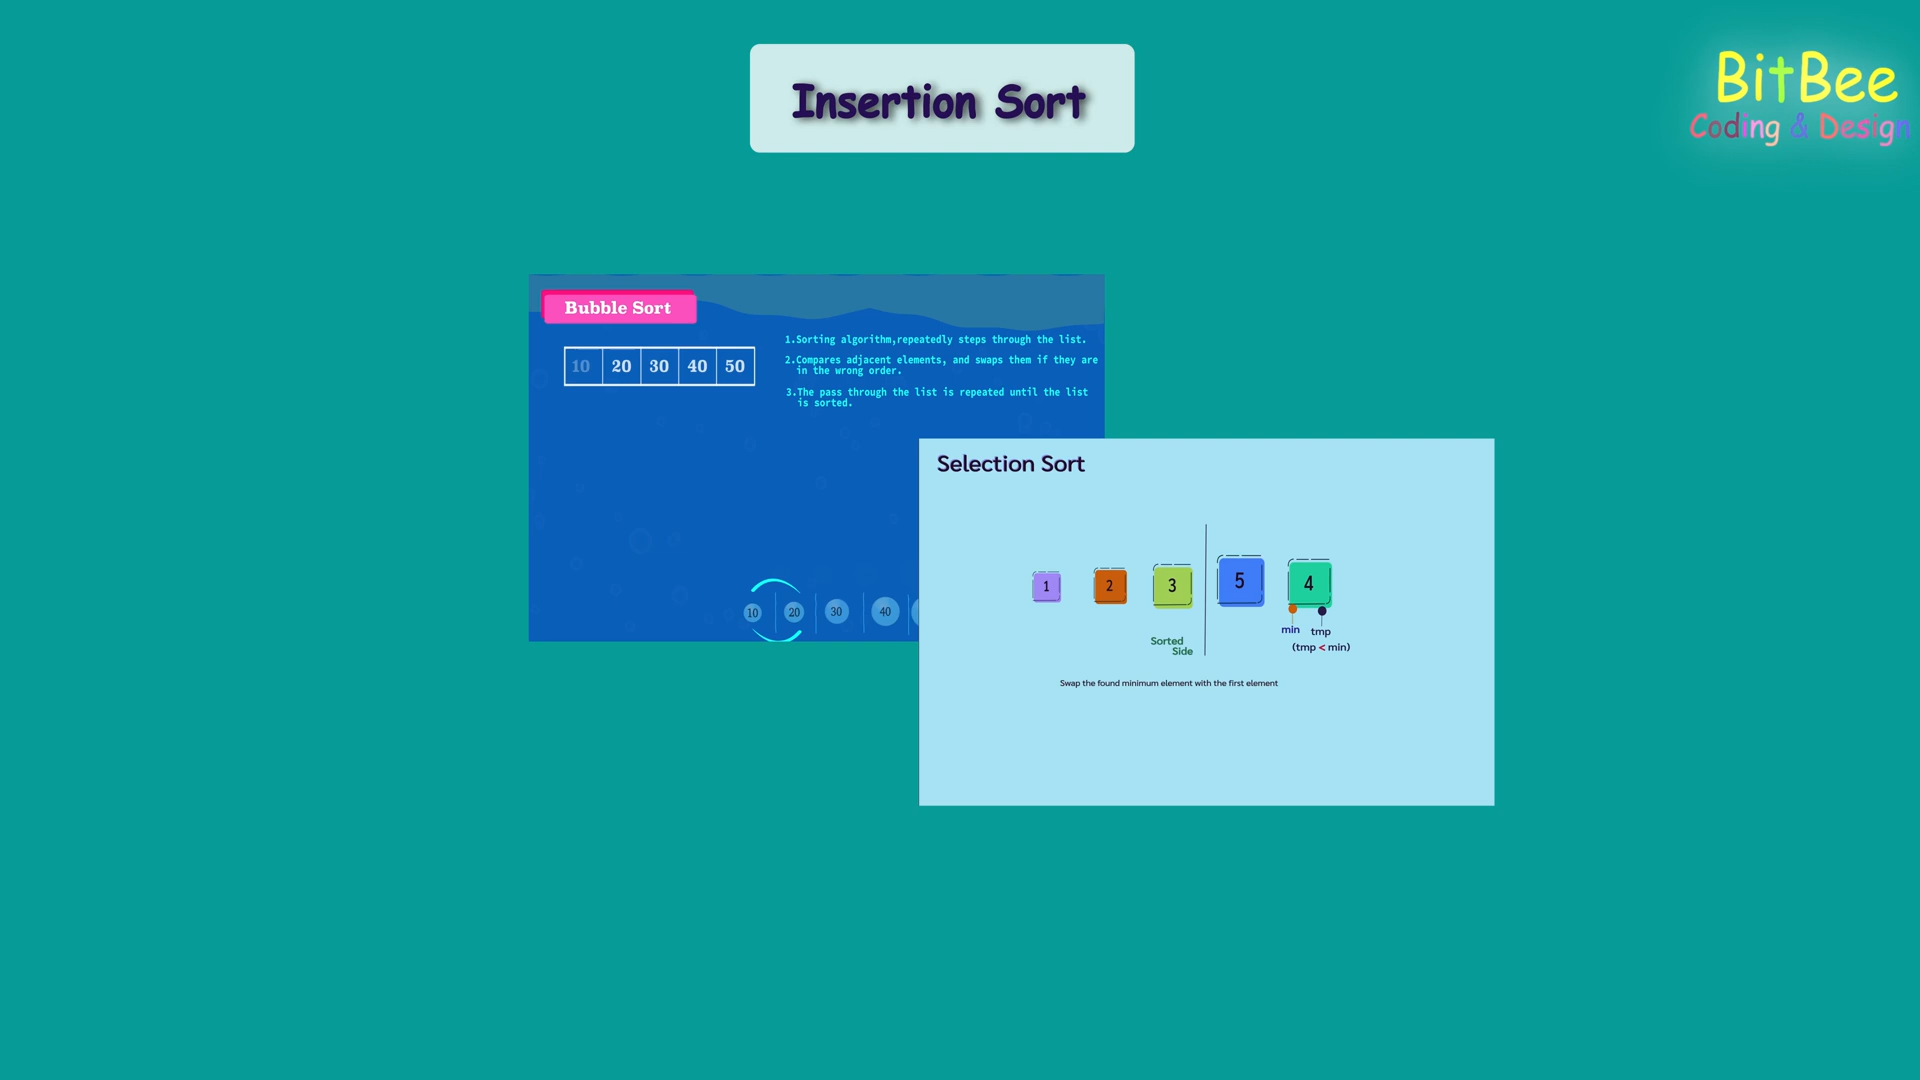 Insertion Sort
BitBee
Coding & Design
Bubble Sort
10 20 30 40 50
1.Sorting algorithm,repeatedly steps through the list.
2.Compares adjacent elements, and swaps them if they are
in the wrong order.
3.The pass through the list is repeated until the list
is sorted.
10 20 30 40
Selection Sort
1 2 3 5 4
min tmp
(tmp < min)
Sorted
Side
Swap the found minimum element with the first element